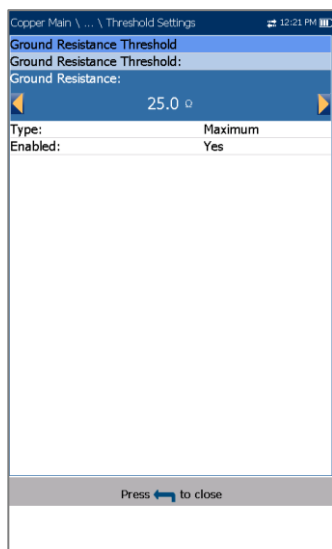 Copper Main \ ... \ Threshold Settings 12:21 PM
Ground Resistance Threshold
Ground Resistance Threshold:
Ground Resistance:
25.0 Ω
Type: Maximum
Enabled: Yes
Press to close